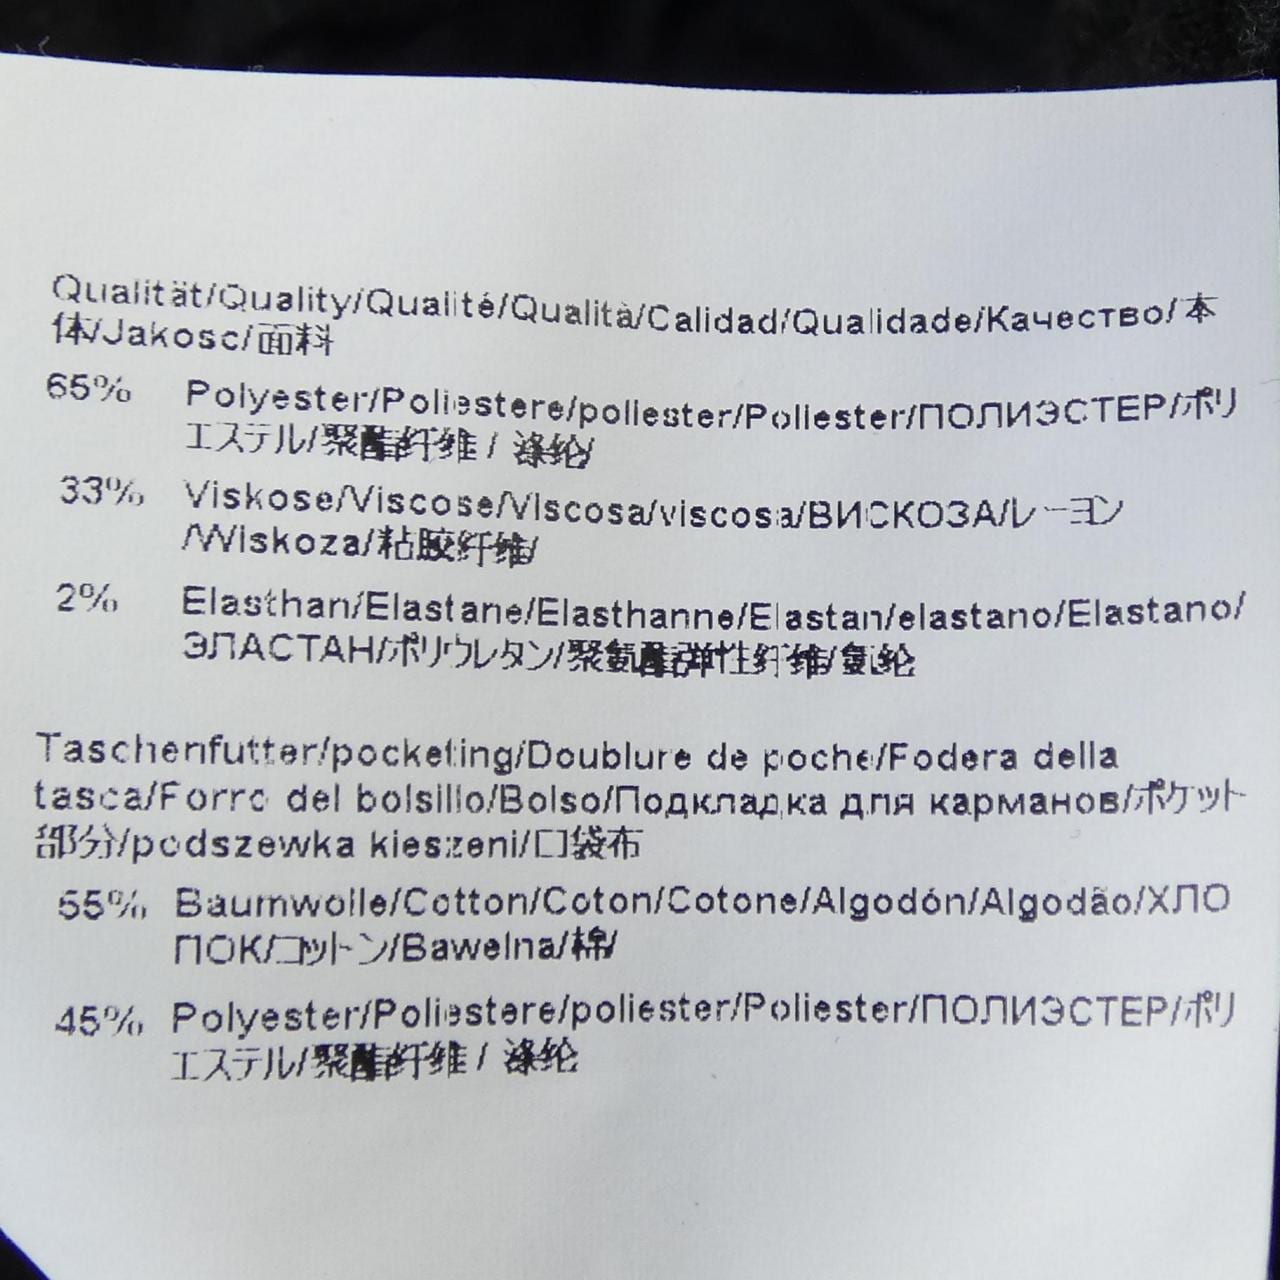 Qualität/Quality/Qualité/Qualità/Calidad/Qualidade/Качество/本
体/Jakosc/面料
65% Polyester/Poliestere/poliester/Poliester/ПОЛИЭСТЕР/ポリ
エステル/聚酯纤维 / 涤纶/
33% Viskose/Viscose/Viscosa/viscosa/ВИСКОЗА/レーヨン
/Wiskoza/粘胶纤维/
2% Elasthan/Elastane/Elasthanne/Elastan/elastano/Elastano/
ЭЛАСТАН/ポリウレタン/聚氨酯弹性纤维/氨纶
Taschenfutter/pocketing/Doublure de poche/Fodera della
tasca/Forro del bolsillo/Bolso/Подкладка для карманов/ポケット
部分/podszewka kieszeni/口袋布
55% Baumwolle/Cotton/Coton/Cotone/Algodón/Algodão/ХЛО
ПОК/コットン/Bawelna/棉/
45% Polyester/Poliestere/poliester/Poliester/ПОЛИЭСТЕР/ポリ
エステル/聚酯纤维 / 涤纶